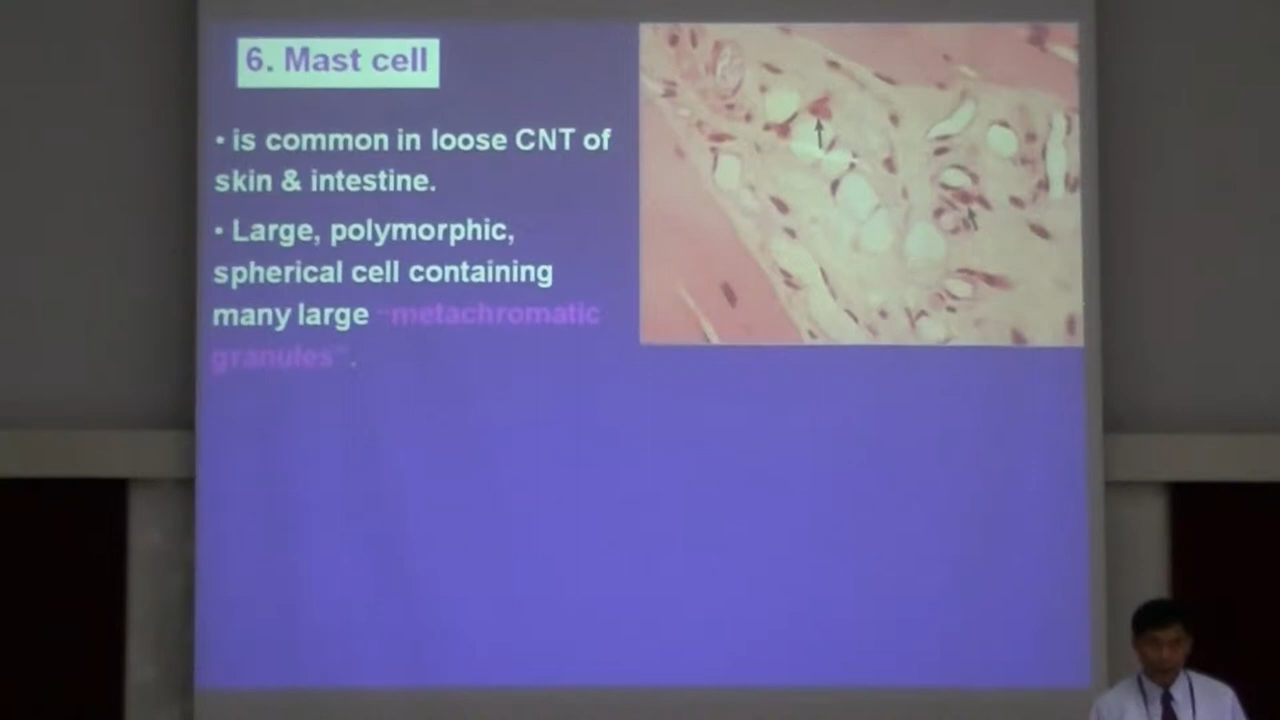 6. Mast cell
• is common in loose CNT of
skin & intestine.
• Large, polymorphic,
spherical cell containing
many large "metachromatic
granules".